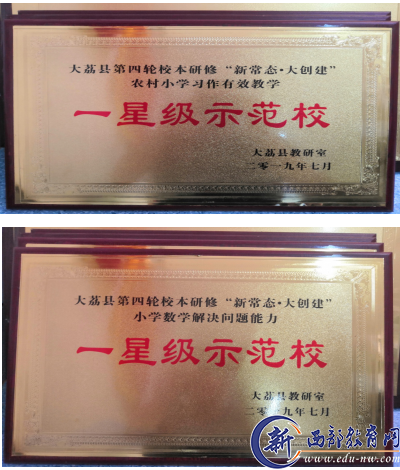 大荔县第四轮校本研修“新常态·大创建”
农村小学习作有效教学
一星级示范校
大荔县教研室
二〇一九年七月
大荔县第四轮校本研修“新常态·大创建”
小学数学解决问题能力
一星级示范校
大荔县教研室
二〇一九年七月
新 西部教育网
www.edu-nw.com